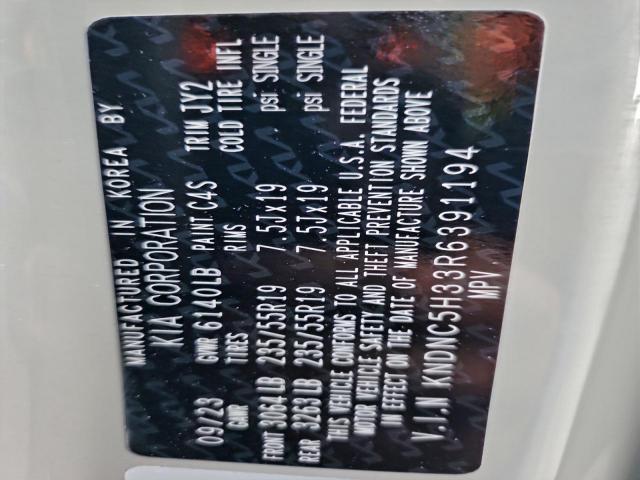 MANUFACTURED IN KOREA BY
KIA CORPORATION
09/23 GVWR 6140LB PAINT C4S TRIM JY2
GAWR TIRES RIMS COLD TIRE INFL
FRONT 3064LB 235/55R19 7.5Jx19 psi SINGLE
REAR 3263LB 235/55R19 7.5Jx19 psi SINGLE
THIS VEHICLE CONFORMS TO ALL APPLICABLE U.S.A. FEDERAL
MOTOR VEHICLE SAFETY AND THEFT PREVENTION STANDARDS
IN EFFECT ON THE DATE OF MANUFACTURE SHOWN ABOVE
V.I.N KNDNC5H33R6391194
MPV